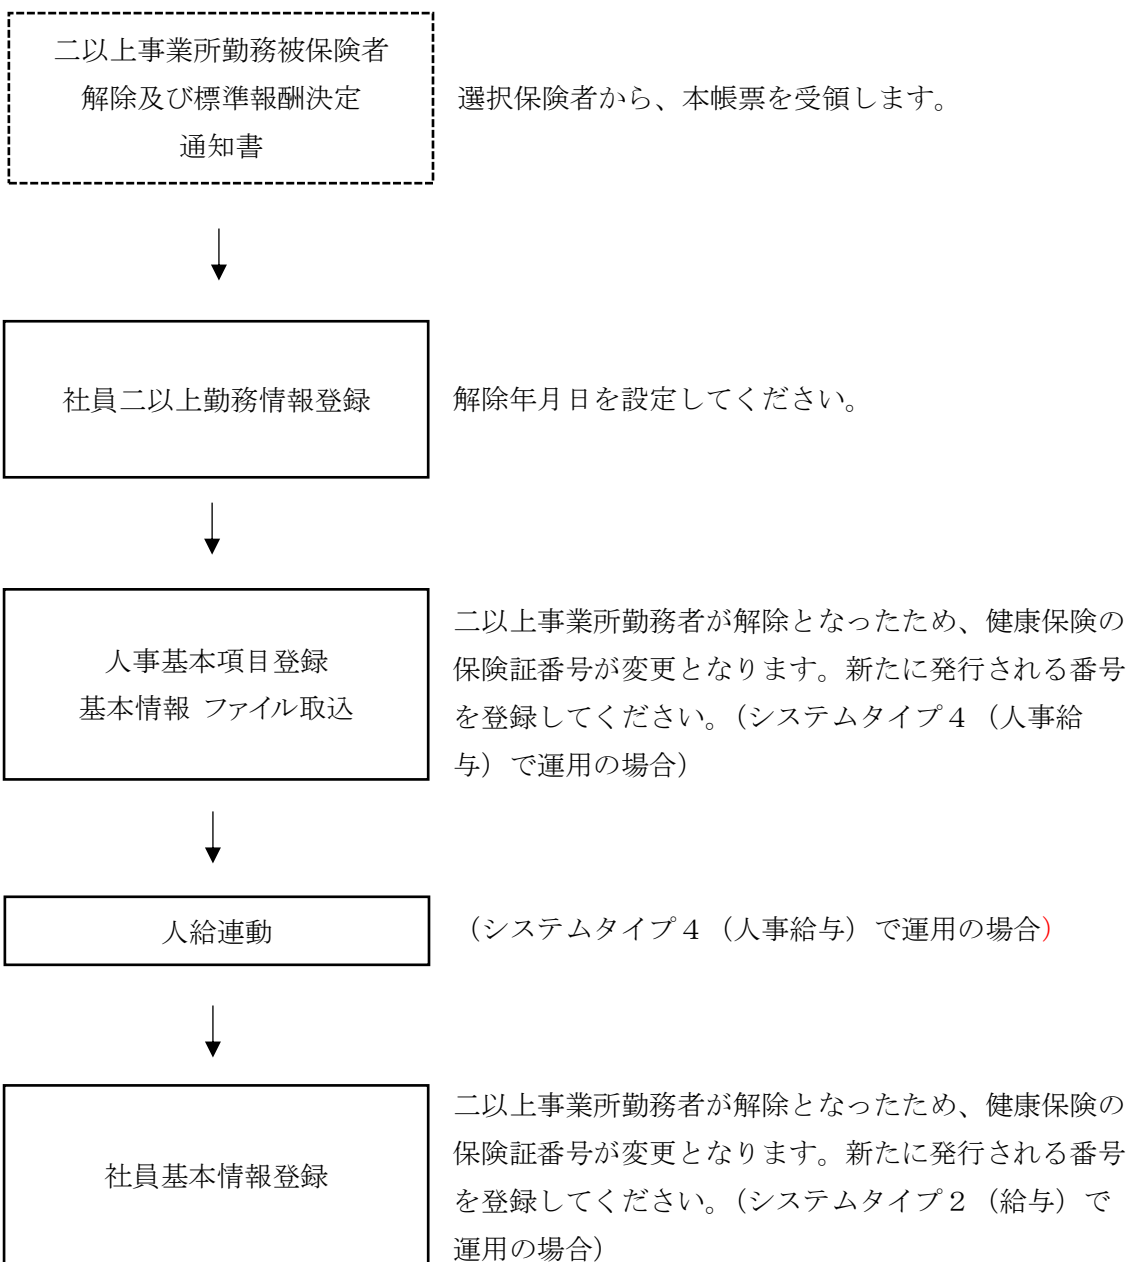 二以上事業所勤務被保険者
解除及び標準報酬決定
通知書
選択保険者から、本帳票を受領します。
社員二以上勤務情報登録
解除年月日を設定してください。
人事基本項目登録
基本情報 ファイル取込
二以上事業所勤務者が解除となったため、健康保険の
保険証番号が変更となります。新たに発行される番号
を登録してください。（システムタイプ４（人事給
与）で運用の場合）
人給連動
（システムタイプ４（人事給与）で運用の場合）
社員基本情報登録
二以上事業所勤務者が解除となったため、健康保険の
保険証番号が変更となります。新たに発行される番号
を登録してください。（システムタイプ２（給与）で
運用の場合）